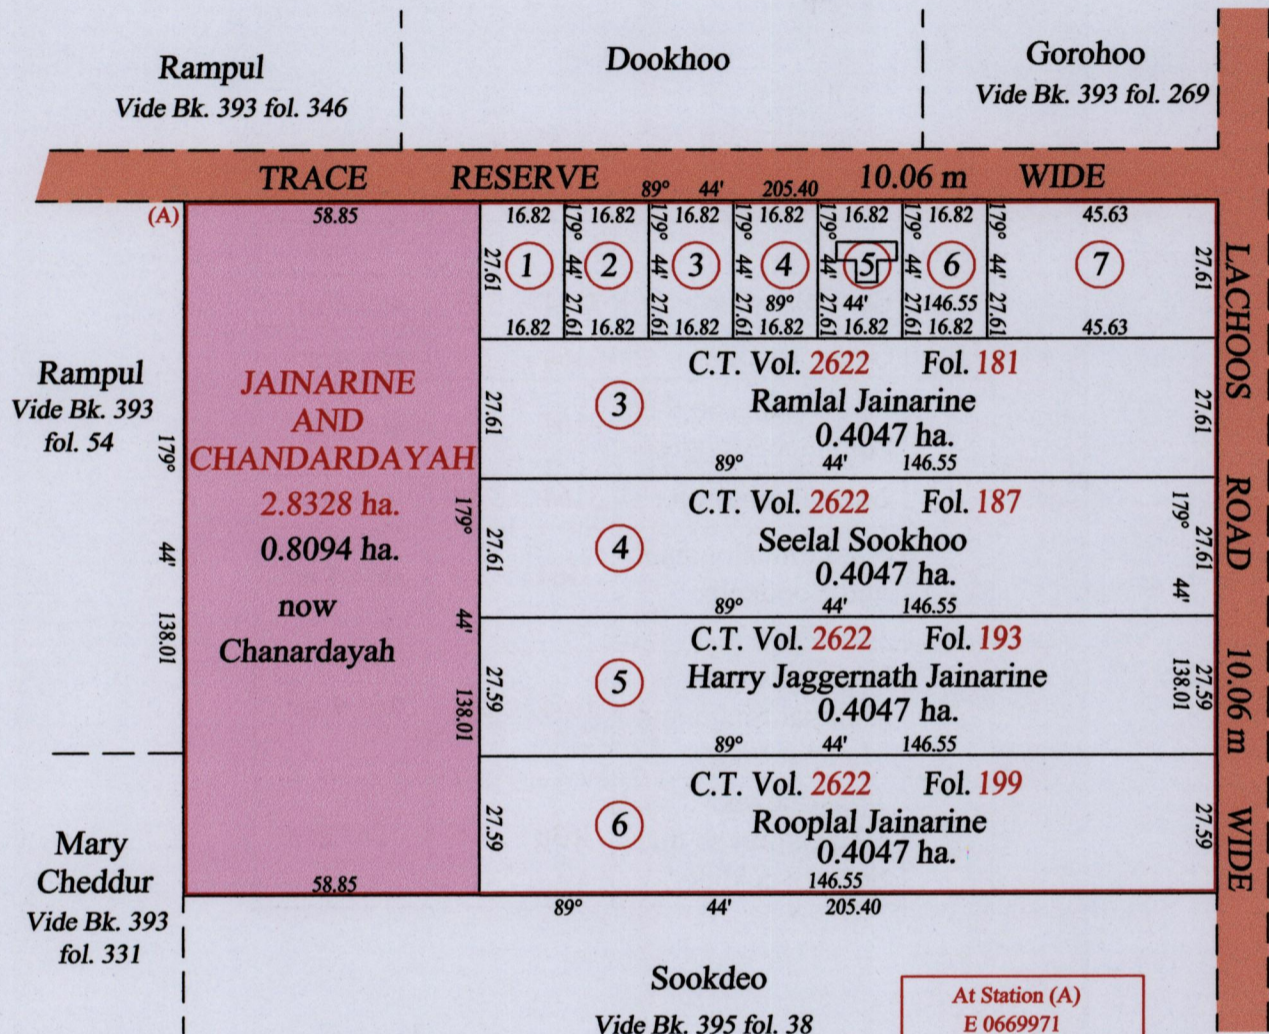 Rampul
Vide Bk. 393 fol. 346
Dookhoo
Gorohoo
Vide Bk. 393 fol. 269
TRACE RESERVE 10.06 m WIDE
89° 44' 205.40
(A)
58.85
16.82 16.82 16.82 16.82 16.82 16.82 45.63
27.61
1
179° 44' 27.61
2
179° 44' 27.61
3
179° 44' 27.61
4
179° 44' 27.61
5
179° 44' 27.61
6
179° 44' 27.61
7
27.61
89° 44' 146.55
16.82 16.82 16.82 16.82 16.82 16.82 45.63
LACHOOS ROAD 10.06 m WIDE
Rampul
Vide Bk. 393
fol. 54
179° 44' 138.01
JAINARINE
AND
CHANDARDAYAH
2.8328 ha.
0.8094 ha.
now
Chanardayah
179° 44' 138.01
58.85
27.61
3
C.T. Vol. 2622 Fol. 181
Ramlal Jainarine
0.4047 ha.
89° 44' 146.55
27.61
27.61
4
C.T. Vol. 2622 Fol. 187
Seelal Sookhoo
0.4047 ha.
89° 44' 146.55
27.61
179° 44' 138.01
27.59
5
C.T. Vol. 2622 Fol. 193
Harry Jaggernath Jainarine
0.4047 ha.
89° 44' 146.55
27.59
27.59
6
C.T. Vol. 2622 Fol. 199
Rooplal Jainarine
0.4047 ha.
146.55
27.59
89° 44' 205.40
Mary
Cheddur
Vide Bk. 393
fol. 331
Sookdeo
Vide Bk. 395 fol. 38
At Station (A)
E 0669971